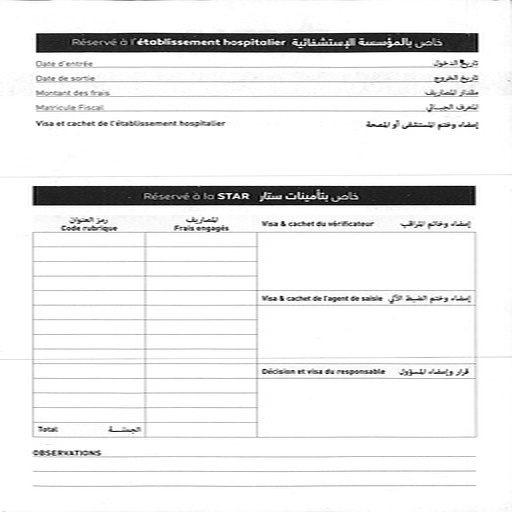 Réservé à l'établissement hospitalier خاص بالمؤسسة الإستشفائية
Date d'entrée تاريخ الدخول
Date de sortie تاريخ الخروج
Montant des frais مقدار المصاريف
Matricule Fiscal المعرف الجبائي
Visa et cachet de l'établissement hospitalier إمضاء وختم المستشفى أو المصحة
Réservé à la STAR خاص بتأمينات ستار
رمز العنوان المصاريف
Code rubrique Frais engagés Visa & cachet du vérificateur إمضاء وخاتم المراقب
Visa & cachet de l'agent de saisie إمضاء وختم الضبط الآلي
Décision et visa du responsable قرار وإمضاء المسؤول
Total الجملة
OBSERVATIONS